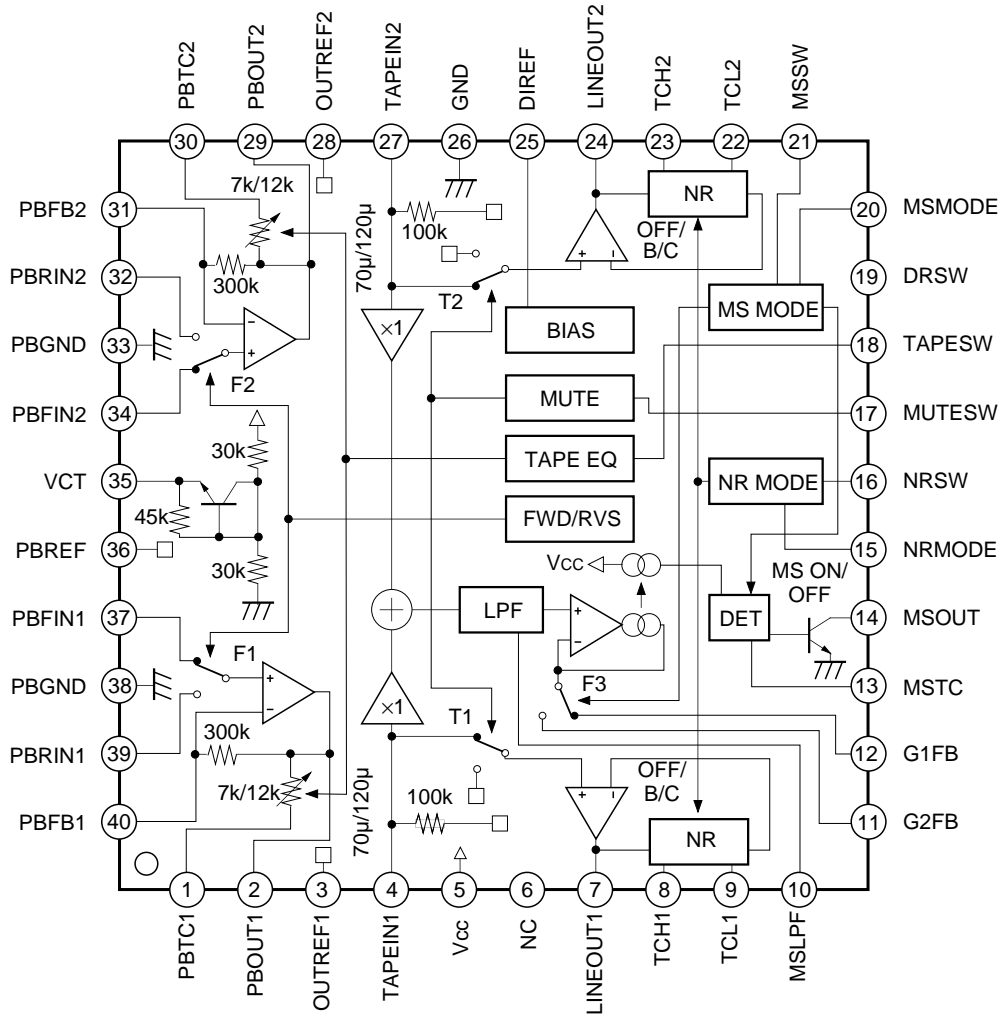 PBTC2
PBOUT2
OUTREF2
TAPEIN2
GND
DIREF
LINEOUT2
TCH2
TCL2
MSSW
30
29
28
27
26
25
24
23
22
21
7k/12k
NR
PBFB2
31
70µ/120µ
100k
OFF/
B/C
20
MSMODE
PBRIN2
32
300k
T2
+
−
19
DRSW
×1
BIAS
MS MODE
PBGND
33
−
+
18
TAPESW
F2
PBFIN2
34
MUTE
17
MUTESW
30k
TAPE EQ
VCT
35
NR MODE
16
NRSW
45k
FWD/RVS
PBREF
36
30k
Vcc
MS ON/
OFF
15
NRMODE
PBFIN1
37
+
LPF
+
−
DET
14
MSOUT
F1
PBGND
38
+
−
×1
T1
F3
13
MSTC
PBRIN1
39
300k
12
G1FB
7k/12k
70µ/120µ
100k
+
−
OFF/
B/C
PBFB1
40
NR
11
G2FB
1
2
3
4
5
6
7
8
9
10
PBTC1
PBOUT1
OUTREF1
TAPEIN1
Vcc
NC
LINEOUT1
TCH1
TCL1
MSLPF